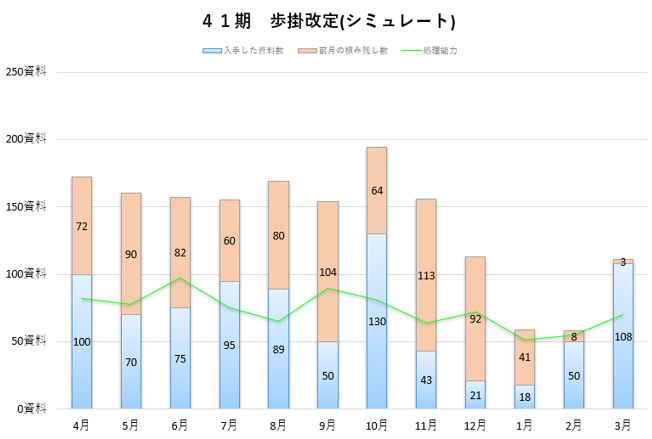 ４１期　歩掛改定(シミュレート)
入手した資料数　前月の積み残し数　処理能力
250資料
200資料
150資料
100資料
50資料
0資料
72 90 82 60 80 104 64 113 92 41 8 3
100 70 75 95 89 50 130 43 21 18 50 108
4月 5月 6月 7月 8月 9月 10月 11月 12月 1月 2月 3月